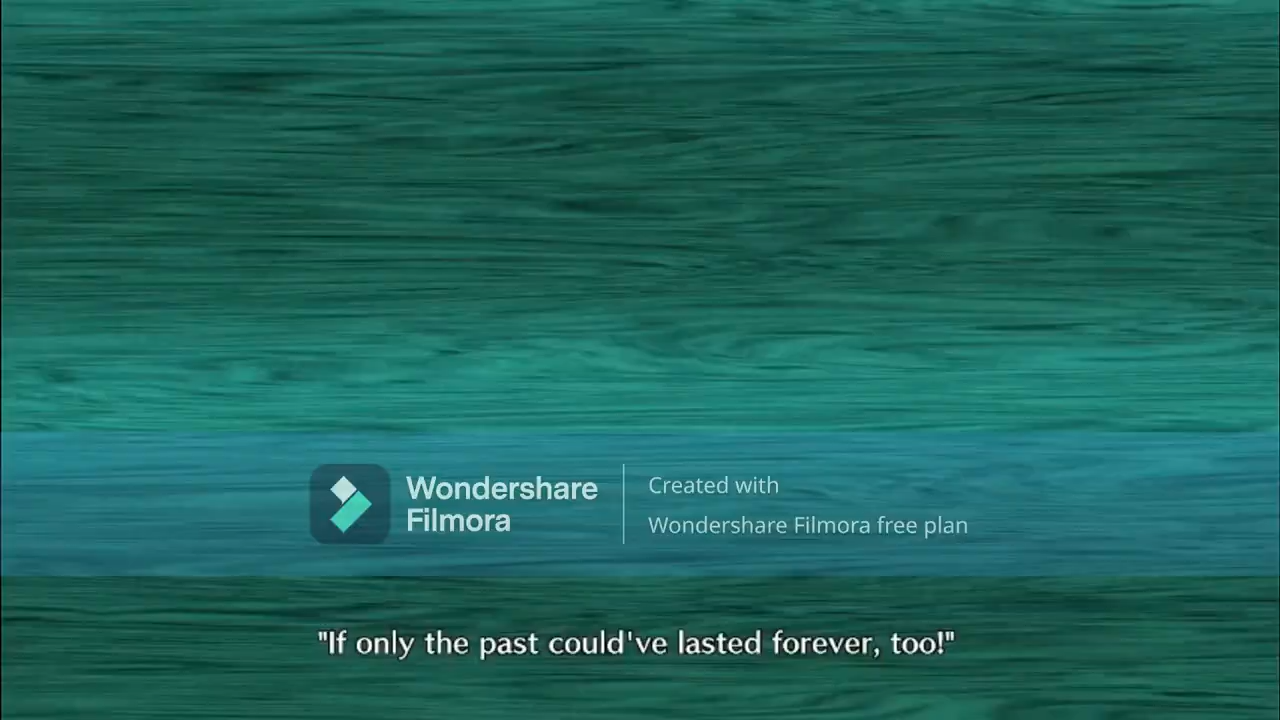 Wondershare
Filmora
Created with
Wondershare Filmora free plan
"If only the past could've lasted forever, too!"